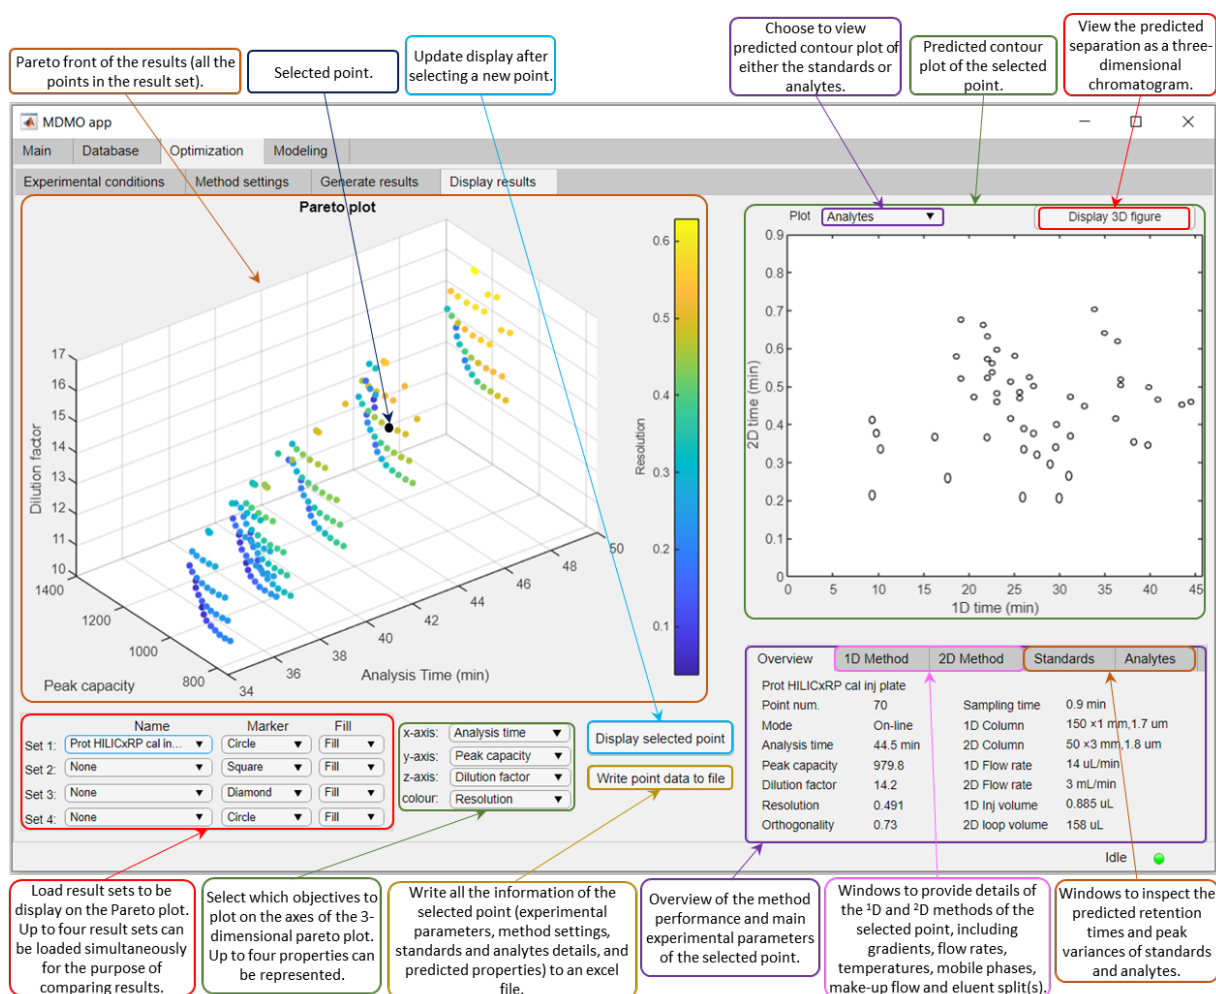 Pareto front of the results (all the
points in the result set).
Selected point.
Update display after
selecting a new point.
Choose to view
predicted contour plot of
either the standards or
analytes.
Predicted contour
plot of the selected
point.
View the predicted
separation as a three-
dimensional
chromatogram.
MDMO app
Main Database Optimization Modeling
Experimental conditions Method settings Generate results Display results
Pareto plot
17
16
15
14
13
12
11
10
Dilution factor
1400
1200
1000
800
Peak capacity
34
36
38
40
42
44
46
48
50
Analysis Time (min)
0.6
0.5
0.4
0.3
0.2
0.1
Resolution
Plot Analytes Display 3D figure
0.9
0.8
0.7
0.6
0.5
0.4
0.3
0.2
0.1
0
2D time (min)
0 5 10 15 20 25 30 35 40 45
1D time (min)
Name Marker Fill
Set 1: Prot HILICxRP cal in... Circle Fill
Set 2: None Square Fill
Set 3: None Diamond Fill
Set 4: None Circle Fill
x-axis: Analysis time
y-axis: Peak capacity
z-axis: Dilution factor
colour: Resolution
Display selected point
Write point data to file
Overview 1D Method 2D Method Standards Analytes
Prot HILICxRP cal inj plate
Point num. 70 Sampling time 0.9 min
Mode On-line 1D Column 150 ×1 mm,1.7 um
Analysis time 44.5 min 2D Column 50 ×3 mm,1.8 um
Peak capacity 979.8 1D Flow rate 14 uL/min
Dilution factor 14.2 2D Flow rate 3 mL/min
Resolution 0.491 1D Inj volume 0.885 uL
Orthogonality 0.73 2D loop volume 158 uL
Idle
Load result sets to be
display on the Pareto plot.
Up to four result sets can
be loaded simultaneously
for the purpose of
comparing results.
Select which objectives to
plot on the axes of the 3-
dimensional pareto plot.
Up to four properties can
be represented.
Write all the information of the
selected point (experimental
parameters, method settings,
standards and analytes details, and
predicted properties) to an excel
file.
Overview of the method
performance and main
experimental parameters
of the selected point.
Windows to provide details of
the ¹D and ²D methods of the
selected point, including
gradients, flow rates,
temperatures, mobile phases,
make-up flow and eluent split(s).
Windows to inspect the
predicted retention
times and peak
variances of standards
and analytes.